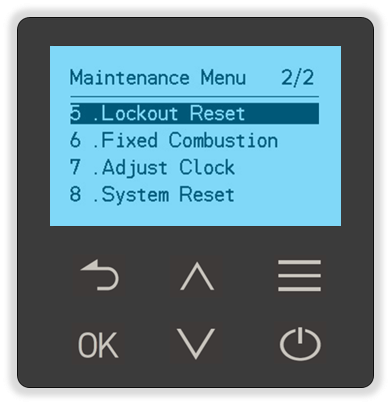 Maintenance Menu 2/2
5 .Lockout Reset
6 .Fixed Combustion
7 .Adjust Clock
8 .System Reset
OK